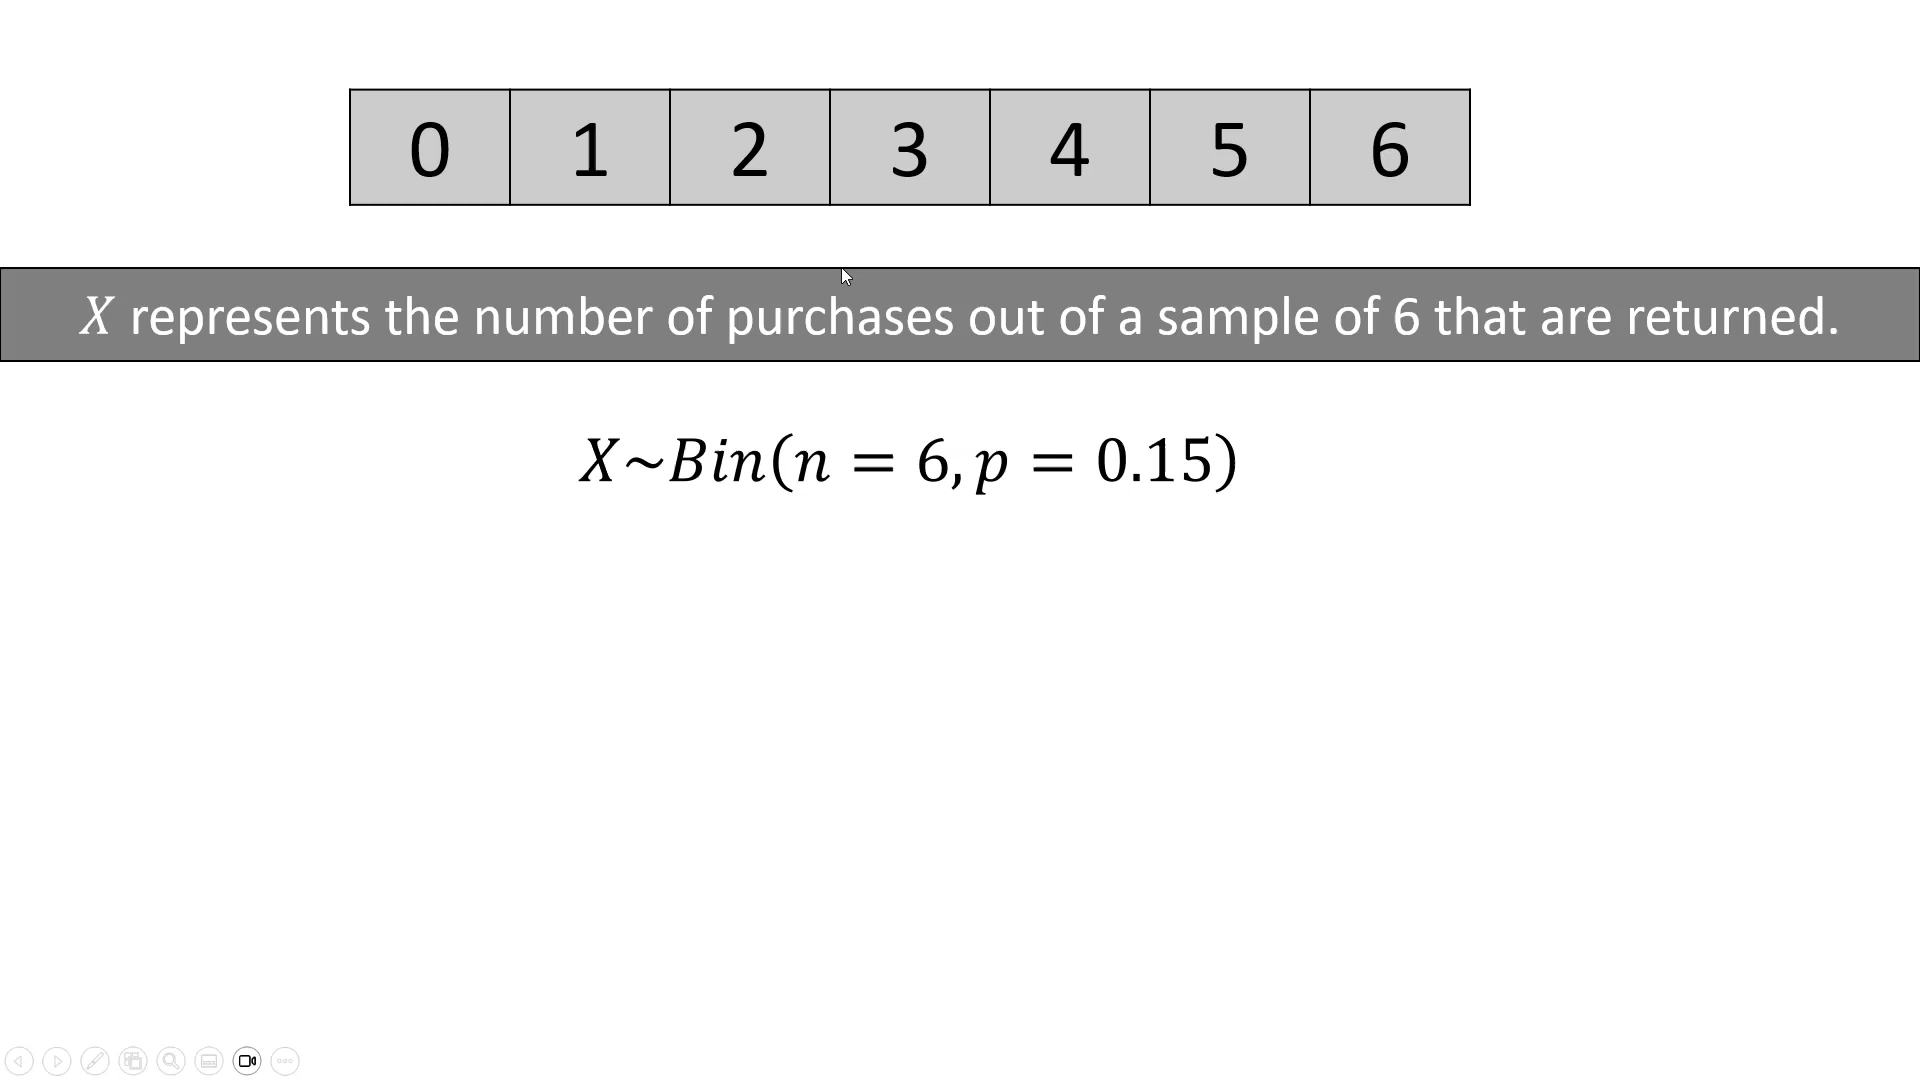 0 1 2 3 4 5 6
X represents the number of purchases out of a sample of 6 that are returned.
X~Bin(n = 6, p = 0.15)